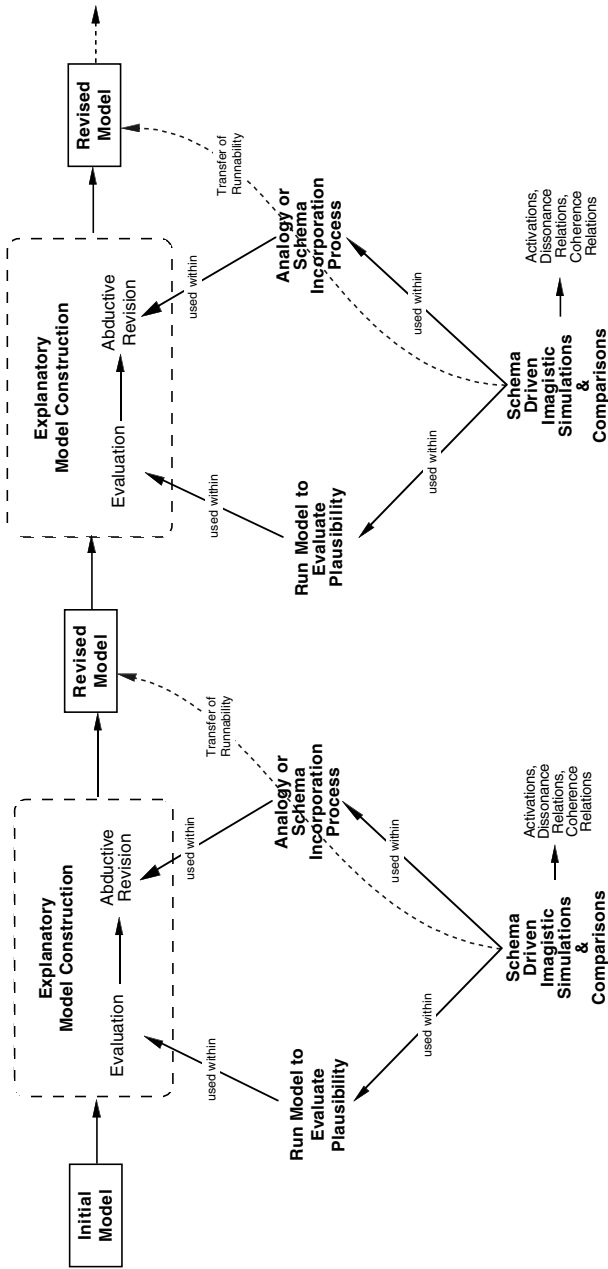 Initial
Model
Explanatory
Model Construction
Evaluation
Abductive
Revision
Revised
Model
Explanatory
Model Construction
Evaluation
Abductive
Revision
Revised
Model
used within
used within
Transfer of
Runnability
used within
used within
Transfer of
Runnability
Run Model to
Evaluate
Plausibility
Analogy or
Schema
Incorporation
Process
Run Model to
Evaluate
Plausibility
Analogy or
Schema
Incorporation
Process
used within
used within
used within
used within
Schema
Driven
Imagistic
Simulations
&
Comparisons
Activations,
Dissonance
Relations,
Coherence
Relations
Schema
Driven
Imagistic
Simulations
&
Comparisons
Activations,
Dissonance
Relations,
Coherence
Relations